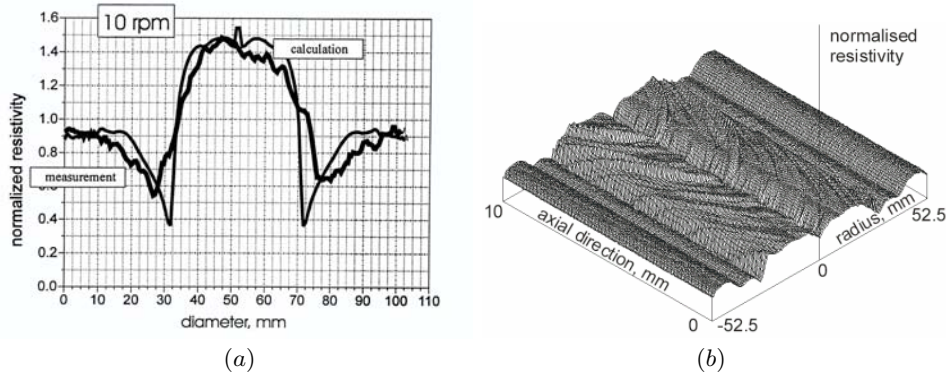 10 rpm
normalized resistivity
1.6
1.4
1.2
1.0
0.8
0.6
0.4
0.2
0.0
calculation
measurement
0 10 20 30 40 50 60 70 80 90 100 110
diameter, mm
(a)
normalised
resistivity
10
axial direction, mm
0
-52.5
0
radius, mm
52.5
(b)